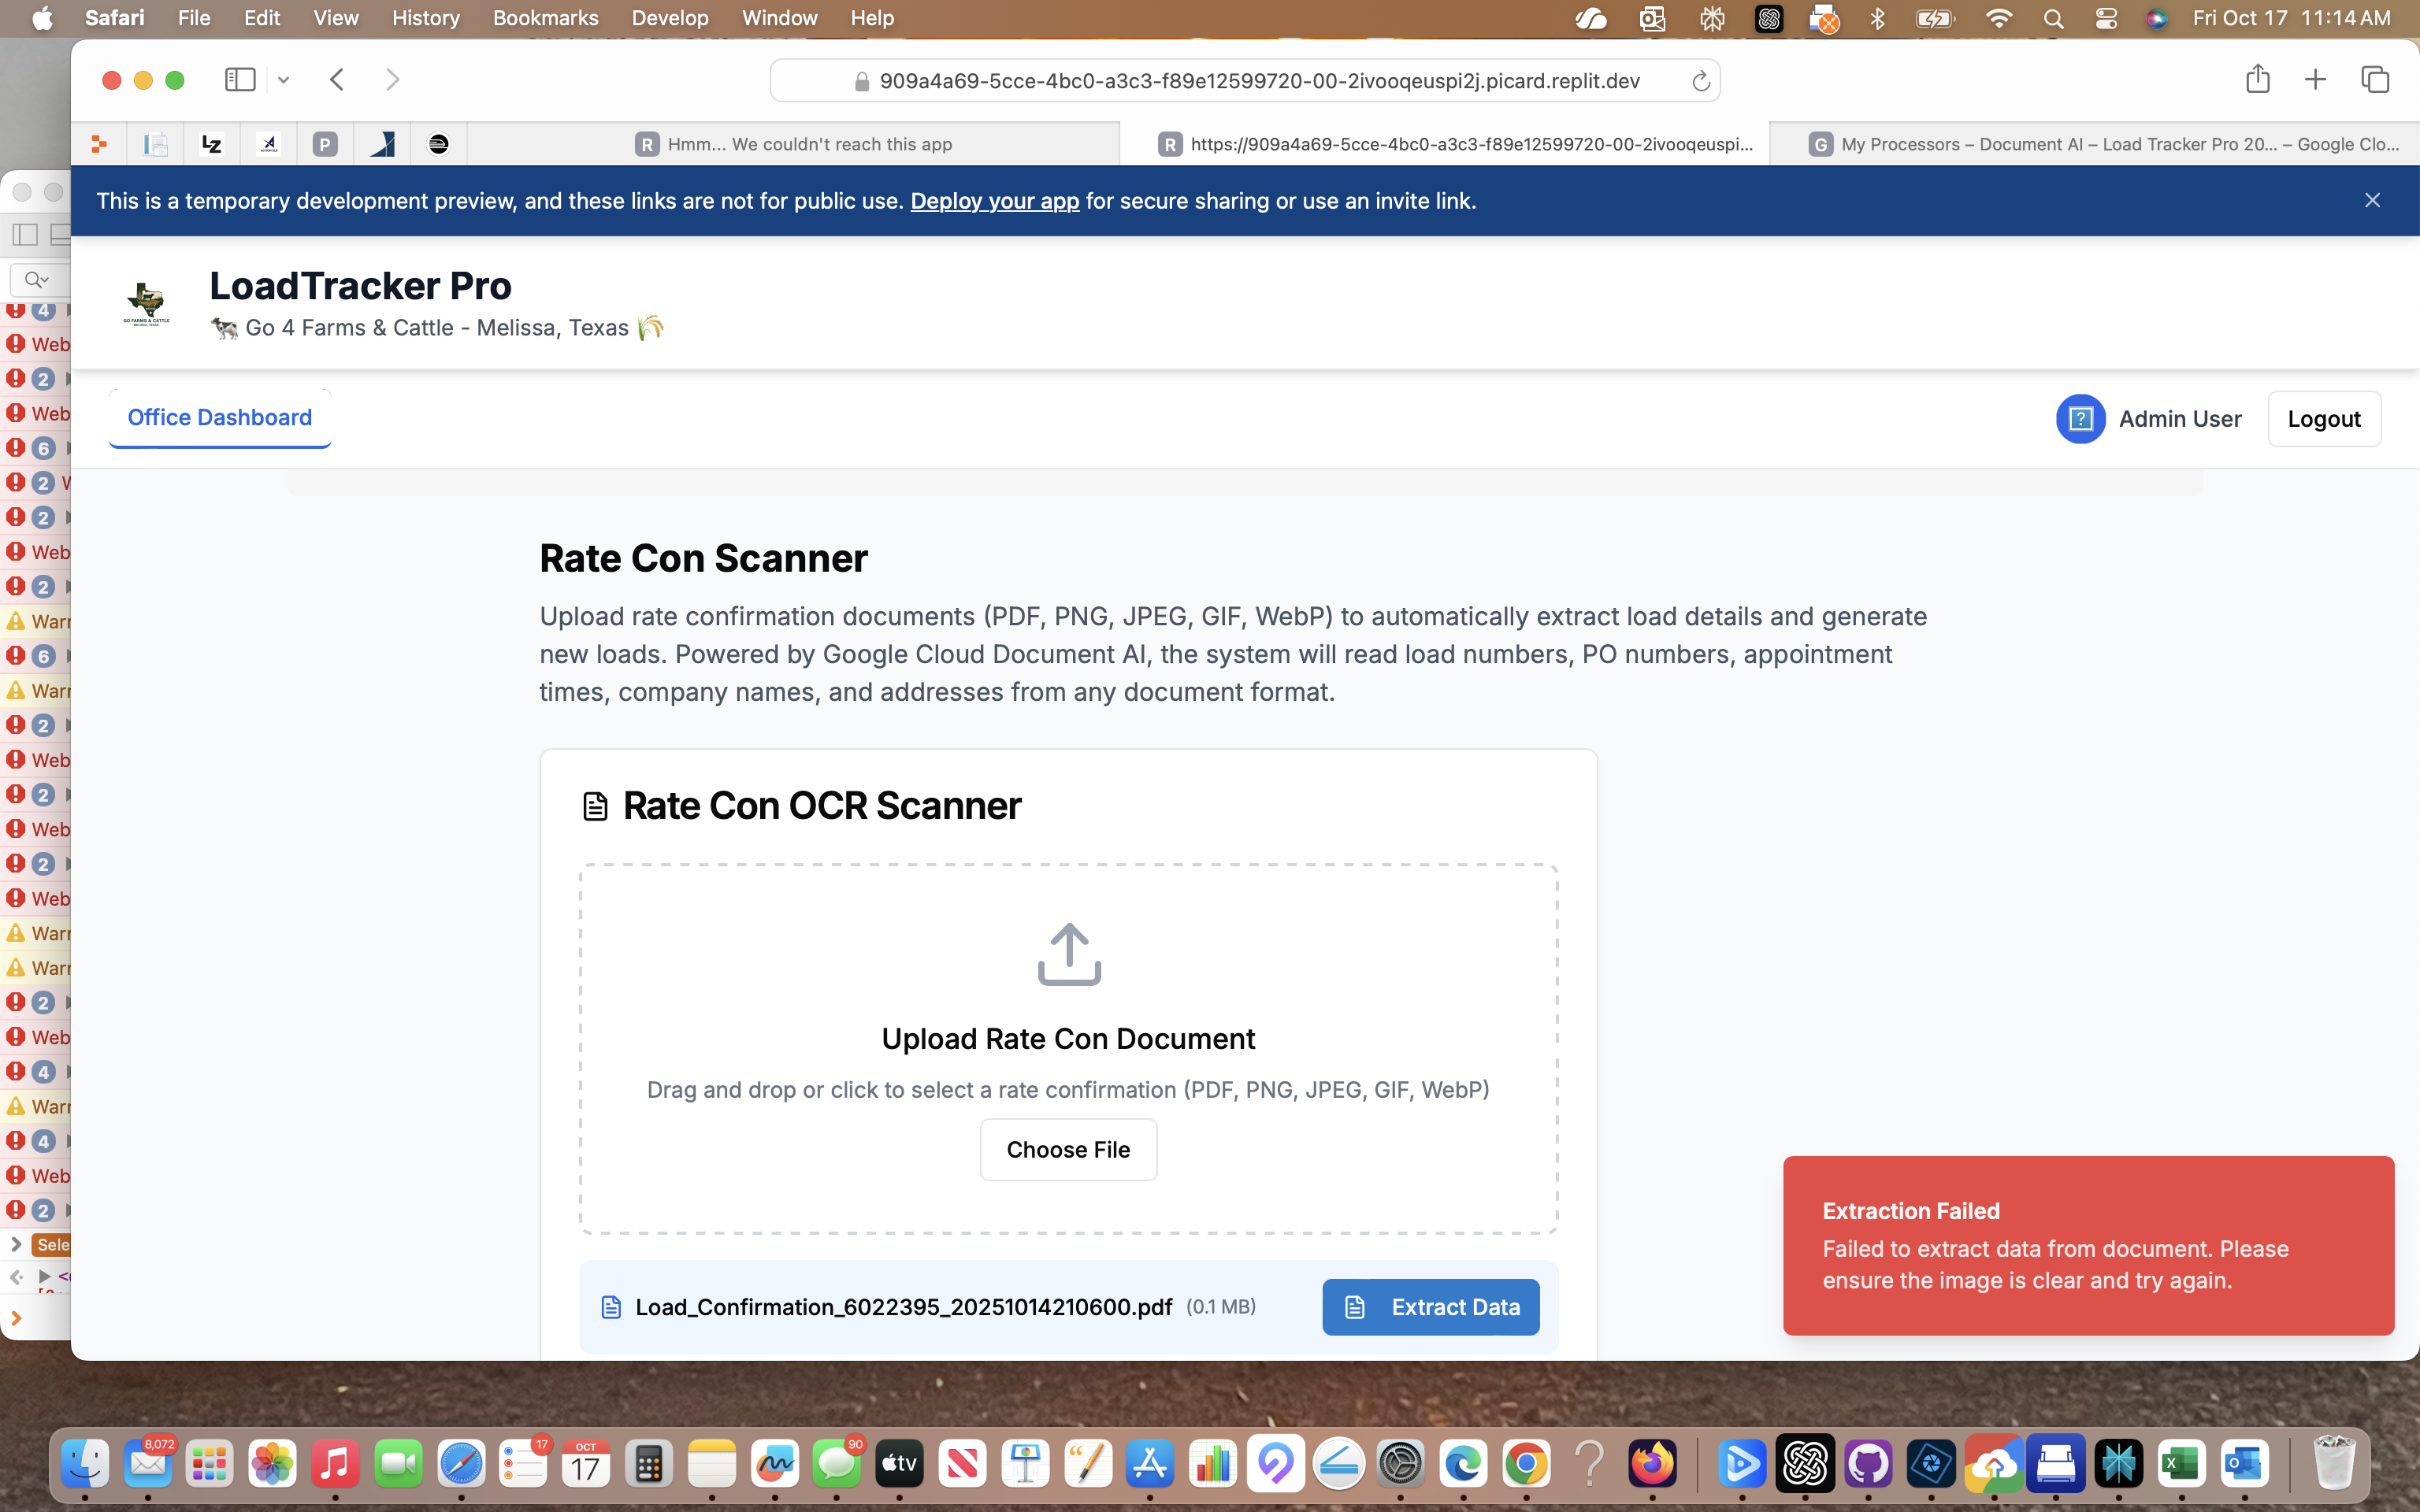 Safari File Edit View History Bookmarks Develop Window Help Fri Oct 17 11:14 AM
909a4a69-5cce-4bc0-a3c3-f89e12599720-00-2ivooqeuspi2j.picard.replit.dev
LZ P R Hmm... We couldn't reach this app R https://909a4a69-5cce-4bc0-a3c3-f89e12599720-00-2ivooqeuspi... G My Processors – Document AI – Load Tracker Pro 20... – Google Clo...
This is a temporary development preview, and these links are not for public use. Deploy your app for secure sharing or use an invite link.
LoadTracker Pro
GO FARMS & CATTLE
🐄 Go 4 Farms & Cattle - Melissa, Texas 🌾
Office Dashboard
Admin User
Logout
4
Web
2
Web
6
2 W
2
Web
2
Warr
6
Warr
2
Web
2
Web
2
Web
Warr
Warr
2
Web
4
Warr
4
Web
2
Sele
Rate Con Scanner
Upload rate confirmation documents (PDF, PNG, JPEG, GIF, WebP) to automatically extract load details and generate
new loads. Powered by Google Cloud Document AI, the system will read load numbers, PO numbers, appointment
times, company names, and addresses from any document format.
Rate Con OCR Scanner
Upload Rate Con Document
Drag and drop or click to select a rate confirmation (PDF, PNG, JPEG, GIF, WebP)
Choose File
Load_Confirmation_6022395_20251014210600.pdf (0.1 MB)
Extract Data
Extraction Failed
Failed to extract data from document. Please
ensure the image is clear and try again.
8,072 17 OCT 17 90 tv